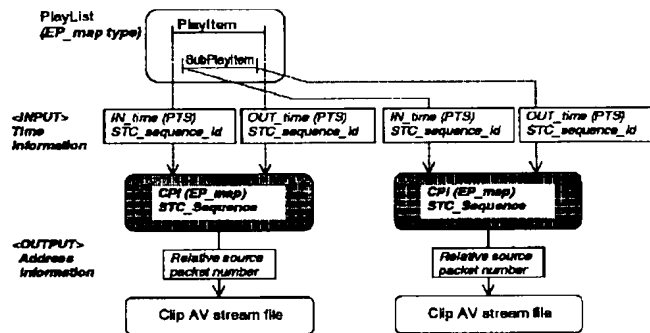 PlayList
(EP_map type)
PlayItem
SubPlayItem
<INPUT>
Time
Information
IN_time (PTS)
STC_sequence_id
OUT_time (PTS)
STC_sequence_id
IN_time (PTS)
STC_sequence_id
OUT_time (PTS)
STC_sequence_id
CPI (EP_map)
STC_Sequence
CPI (EP_map)
STC_Sequence
<OUTPUT>
Address
Information
Relative source
packet number
Relative source
packet number
Clip AV stream file
Clip AV stream file